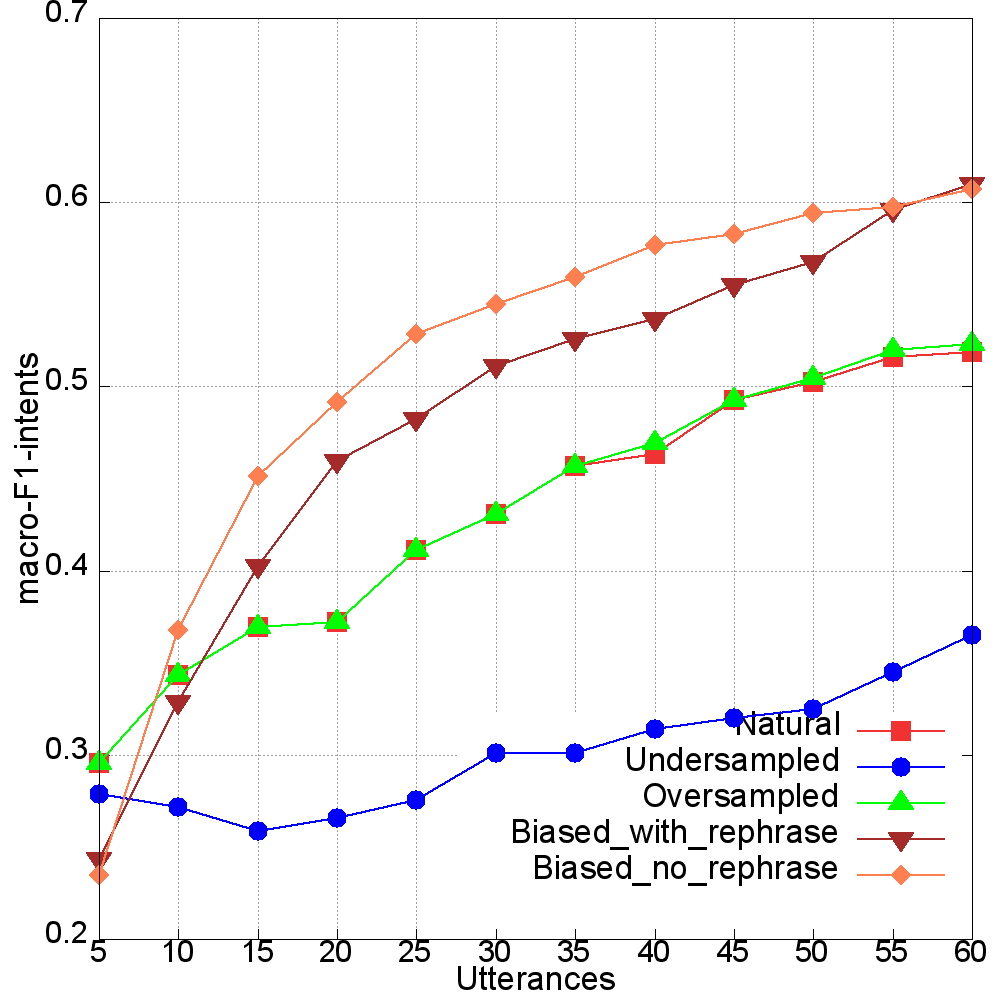 0.7
0.6
0.5
0.4
0.3
0.2
macro-F1-intents
Natural
Undersampled
Oversampled
Biased_with_rephrase
Biased_no_rephrase
5 10 15 20 25 30 35 40 45 50 55 60
Utterances